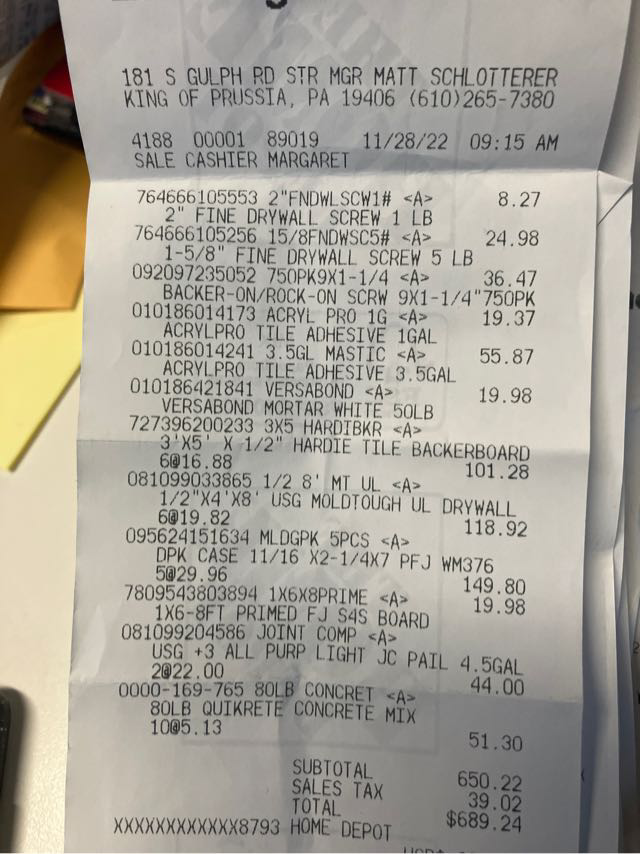 181 S GULPH RD STR MGR MATT SCHLOTTERER
KING OF PRUSSIA, PA 19406 (610)265-7380
4188 00001 89019 11/28/22 09:15 AM
SALE CASHIER MARGARET
764666105553 2"FNDWLSCW1# <A> 8.27
2" FINE DRYWALL SCREW 1 LB
764666105256 15/8FNDWSC5# <A> 24.98
1-5/8" FINE DRYWALL SCREW 5 LB
092097235052 750PK9X1-1/4 <A> 36.47
BACKER-ON/ROCK-ON SCRW 9X1-1/4"750PK
010186014173 ACRYL PRO 1G <A> 19.37
ACRYLPRO TILE ADHESIVE 1GAL
010186014241 3.5GL MASTIC <A> 55.87
ACRYLPRO TILE ADHESIVE 3.5GAL
010186421841 VERSABOND <A> 19.98
VERSABOND MORTAR WHITE 50LB
727396200233 3X5 HARDIBKR <A>
3'X5' X 1/2" HARDIE TILE BACKERBOARD
6@16.88 101.28
081099033865 1/2 8' MT UL <A>
1/2"X4'X8' USG MOLDTOUGH UL DRYWALL
6@19.82 118.92
095624151634 MLDGPK 5PCS <A>
DPK CASE 11/16 X2-1/4X7 PFJ WM376
5@29.96 149.80
7809543803894 1X6X8PRIME <A> 19.98
1X6-8FT PRIMED FJ S4S BOARD
081099204586 JOINT COMP <A>
USG +3 ALL PURP LIGHT JC PAIL 4.5GAL
2@22.00 44.00
0000-169-765 80LB CONCRET <A>
80LB QUIKRETE CONCRETE MIX
10@5.13 51.30
SUBTOTAL 650.22
SALES TAX 39.02
TOTAL $689.24
XXXXXXXXXXXX8793 HOME DEPOT